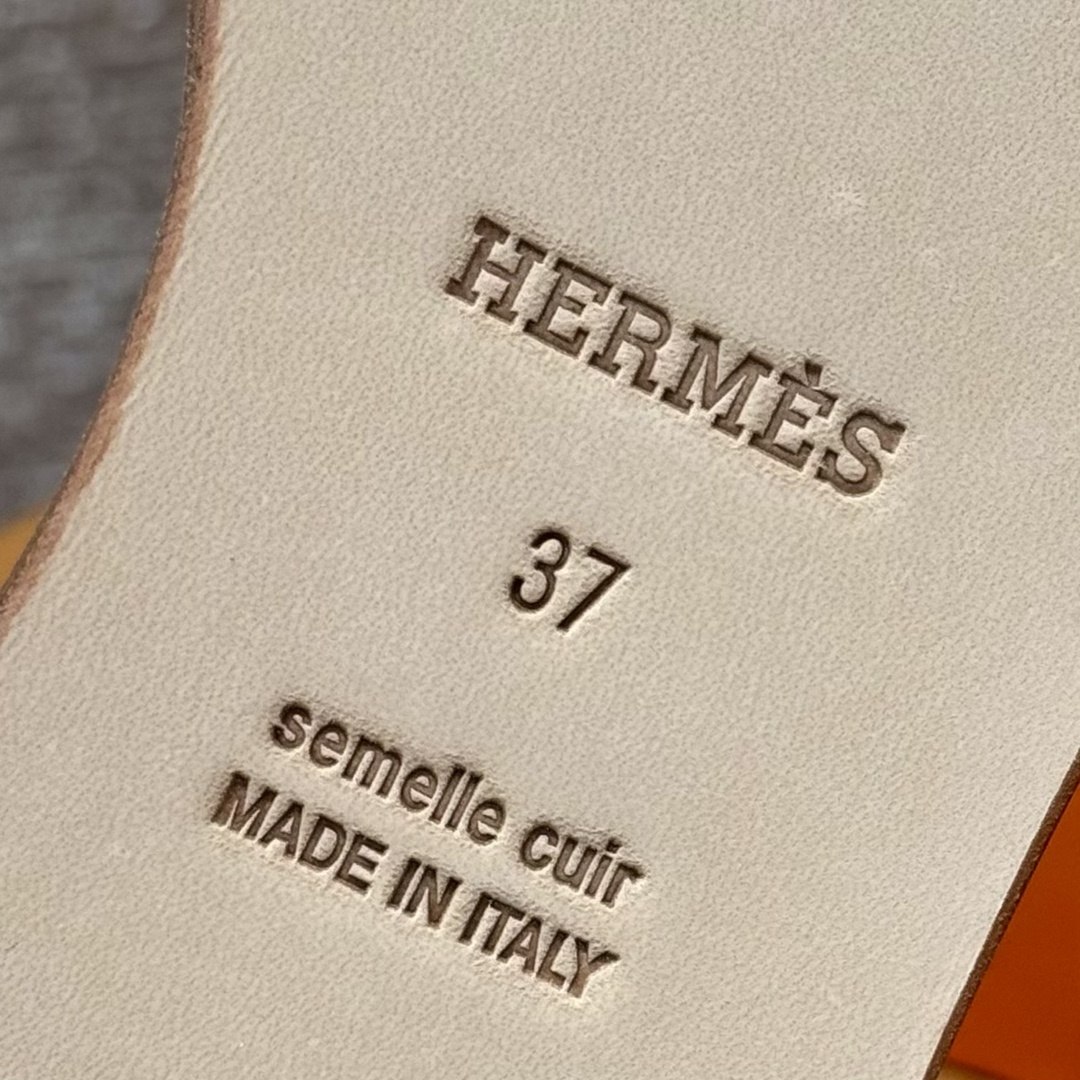 HERMÈS
37
semelle cuir
MADE IN ITALY